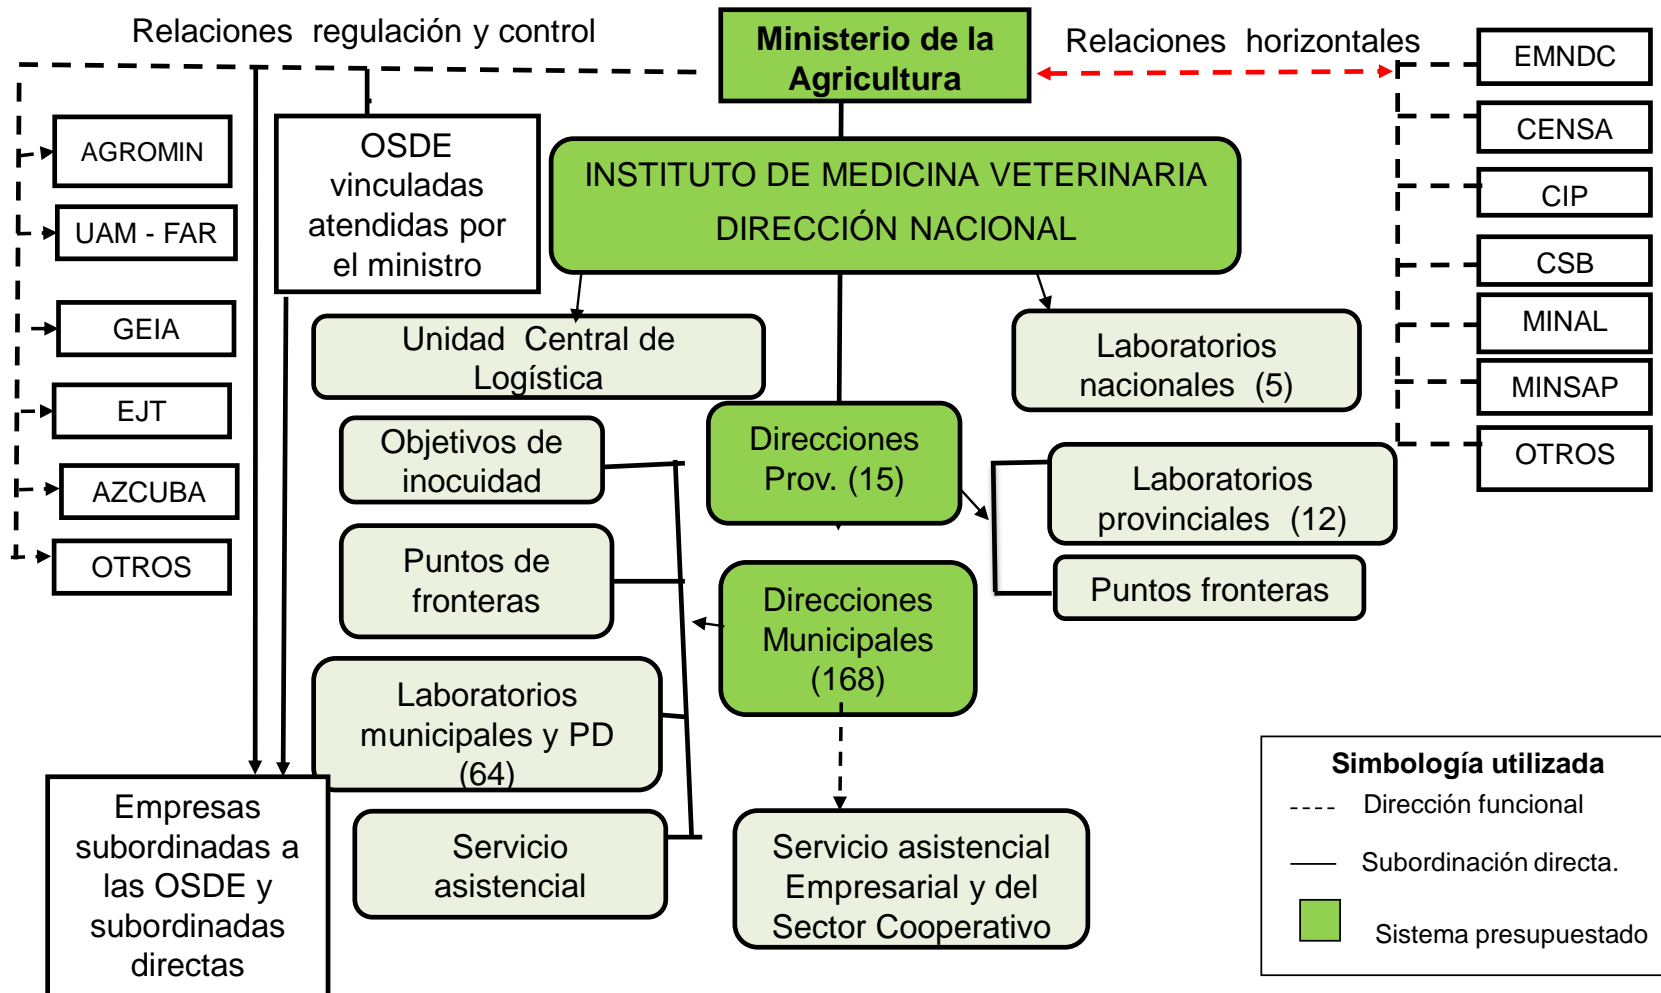 Relaciones regulación y control
Ministerio de la
Agricultura
Relaciones horizontales
AGROMIN
UAM - FAR
GEIA
EJT
AZCUBA
OTROS
OSDE
vinculadas
atendidas por
el ministro
INSTITUTO DE MEDICINA VETERINARIA
DIRECCIÓN NACIONAL
EMNDC
CENSA
CIP
CSB
MINAL
MINSAP
OTROS
Unidad Central de
Logística
Laboratorios
nacionales (5)
Objetivos de
inocuidad
Direcciones
Prov. (15)
Laboratorios
provinciales (12)
Puntos de
fronteras
Direcciones
Municipales
(168)
Puntos fronteras
Laboratorios
municipales y PD
(64)
Servicio
asistencial
Servicio asistencial
Empresarial y del
Sector Cooperativo
Empresas
subordinadas a
las OSDE y
subordinadas
directas
Simbología utilizada
Dirección funcional
Subordinación directa.
Sistema presupuestado